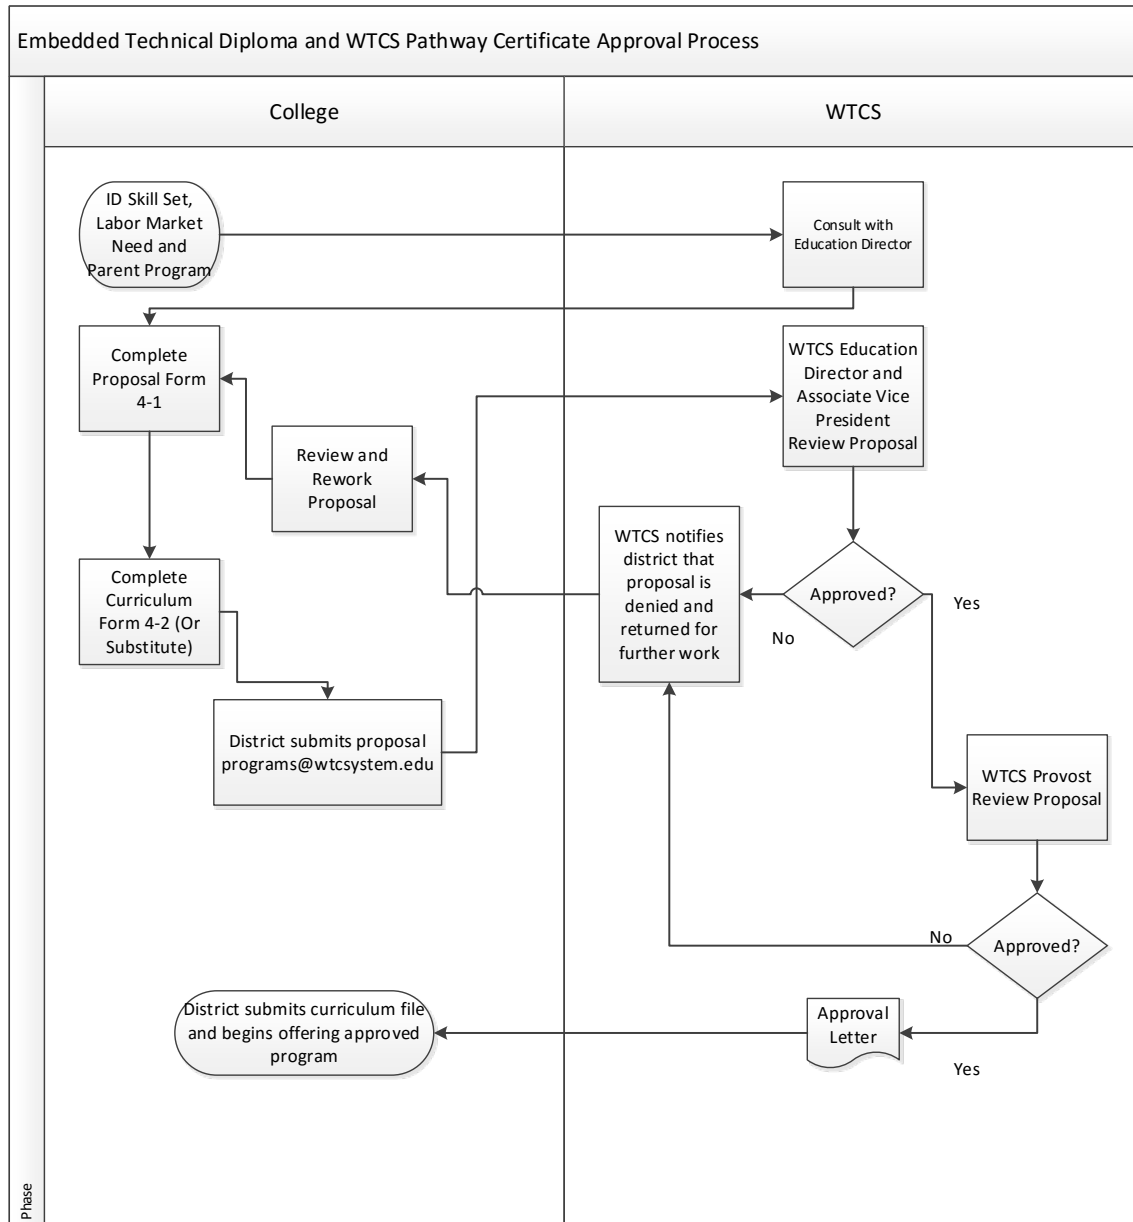 Embedded Technical Diploma and WTCS Pathway Certificate Approval Process
College
WTCS
ID Skill Set,
Labor Market
Need and
Parent Program
Consult with
Education Director
Complete
Proposal Form
4-1
WTCS Education
Director and
Associate Vice
President
Review Proposal
Review and
Rework
Proposal
WTCS notifies
district that
proposal is
denied and
returned for
further work
Approved?
Yes
No
Complete
Curriculum
Form 4-2 (Or
Substitute)
District submits proposal
programs@wtcsystem.edu
WTCS Provost
Review Proposal
No
Approved?
District submits curriculum file
and begins offering approved
program
Approval
Letter
Yes
Phase